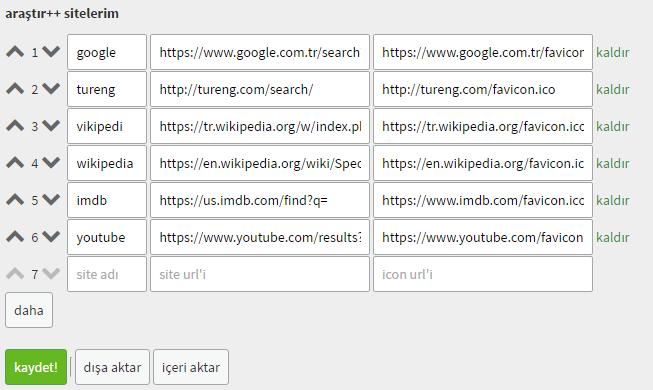 araştır++ sitelerim
1 google https://www.google.com.tr/search https://www.google.com.tr/favicor kaldır
2 tureng http://tureng.com/search/ http://tureng.com/favicon.ico kaldır
3 vikipedi https://tr.wikipedia.org/w/index.pl https://tr.wikipedia.org/favicon.icc kaldır
4 wikipedia https://en.wikipedia.org/wiki/Spec https://en.wikipedia.org/favicon.ic kaldır
5 imdb https://us.imdb.com/find?q= https://www.imdb.com/favicon.icc kaldır
6 youtube https://www.youtube.com/results? https://www.youtube.com/favicon kaldır
7 site adı site url'i icon url'i
daha
kaydet! dışa aktar içeri aktar